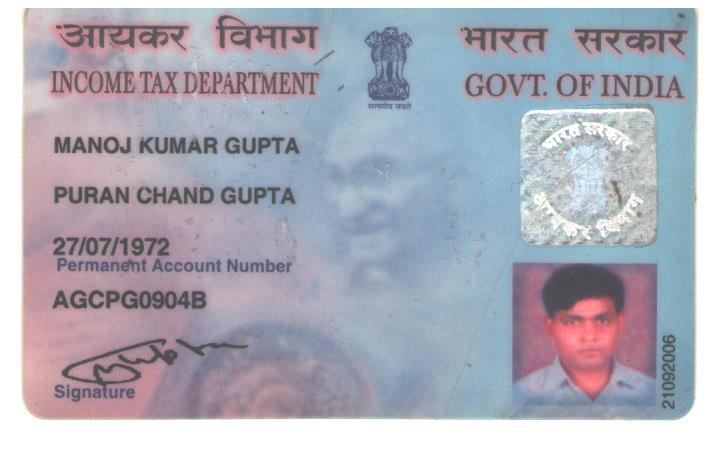 आयकर विभाग
भारत सरकार
INCOME TAX DEPARTMENT
GOVT. OF INDIA
सत्यमेव जयते
MANOJ KUMAR GUPTA
PURAN CHAND GUPTA
27/07/1972
Permanent Account Number
AGCPG0904B
Signature
भारत सरकार
आयकर विभाग
21092006